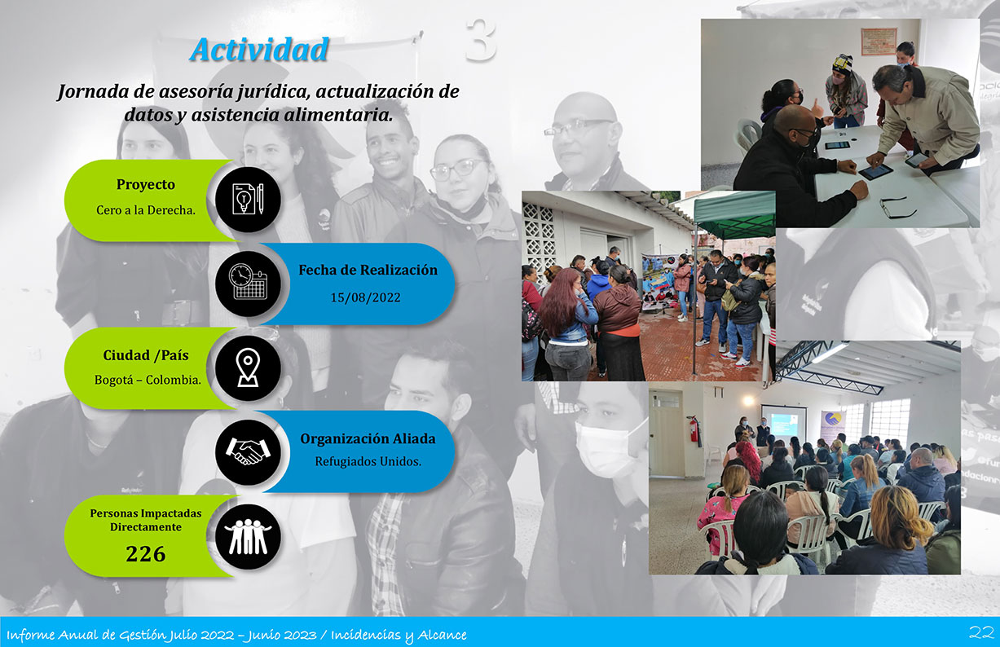 Actividad
3
Jornada de asesoría jurídica, actualización de
datos y asistencia alimentaria.
Proyecto
Cero a la Derecha.
Fecha de Realización
15/08/2022
Ciudad /País
Bogotá – Colombia.
Organización Aliada
Refugiados Unidos.
Personas Impactadas
Directamente
226
Informe Anual de Gestión Julio 2022 – Junio 2023 / Incidencias y Alcance
22